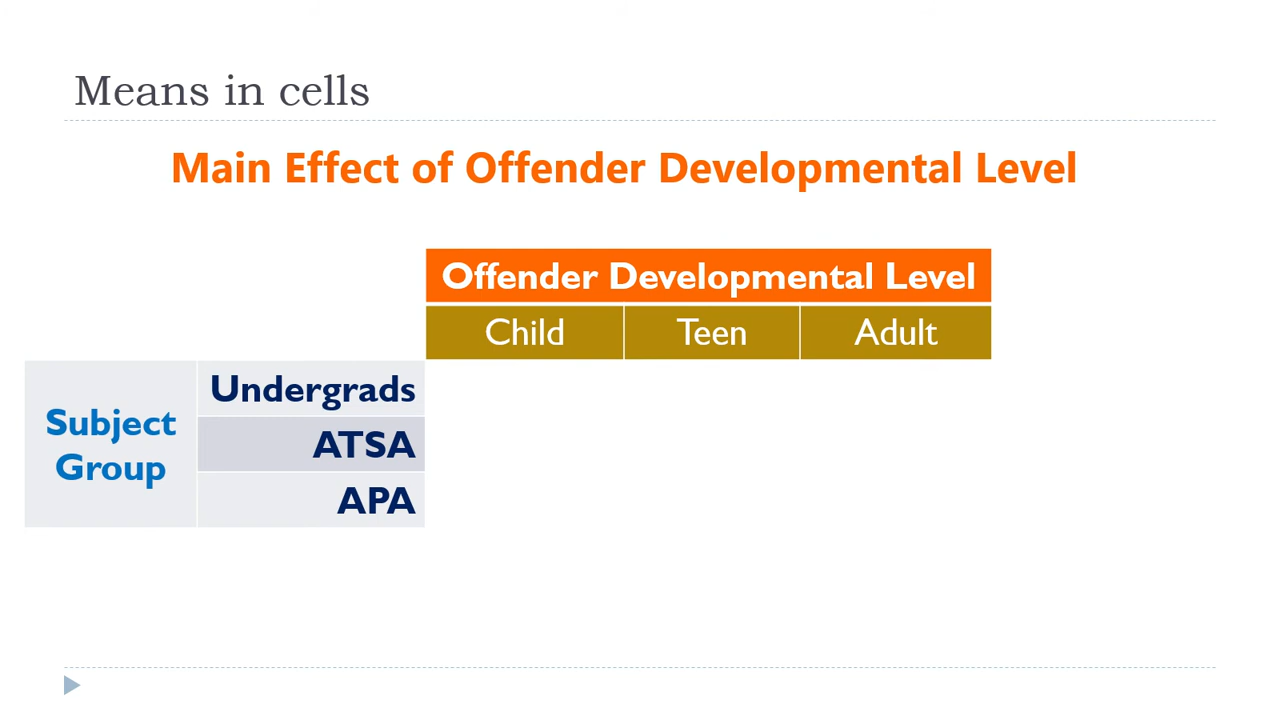 Means in cells
Main Effect of Offender Developmental Level
Offender Developmental Level
Child Teen Adult
Subject
Group
Undergrads
ATSA
APA